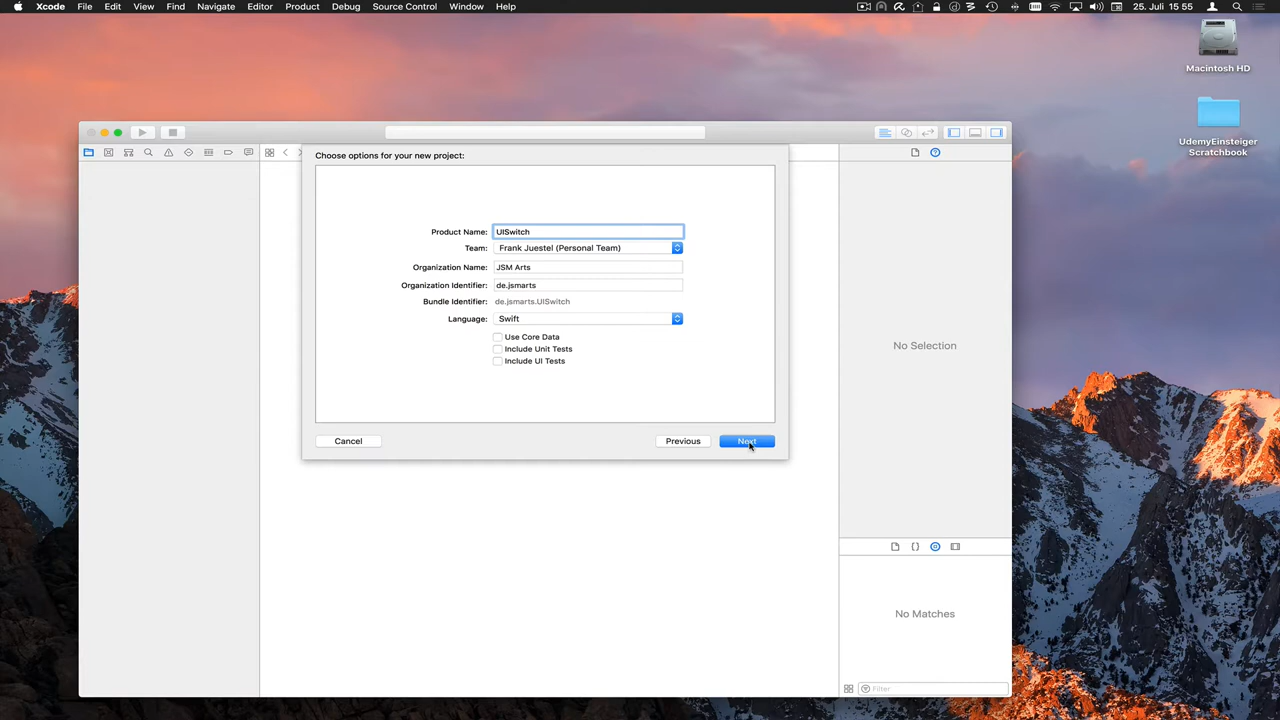 Xcode File Edit View Find Navigate Editor Product Debug Source Control Window Help 25. Juli 15 55
Macintosh HD
UdemyEinsteiger
Scratchbook
Choose options for your new project:
Product Name: UISwitch
Team: Frank Juestel (Personal Team)
Organization Name: JSM Arts
Organization Identifier: de.jsmarts
Bundle Identifier: de.jsmarts.UISwitch
Language: Swift
Use Core Data
Include Unit Tests
Include UI Tests
Cancel Previous Next
No Selection
No Matches
Filter